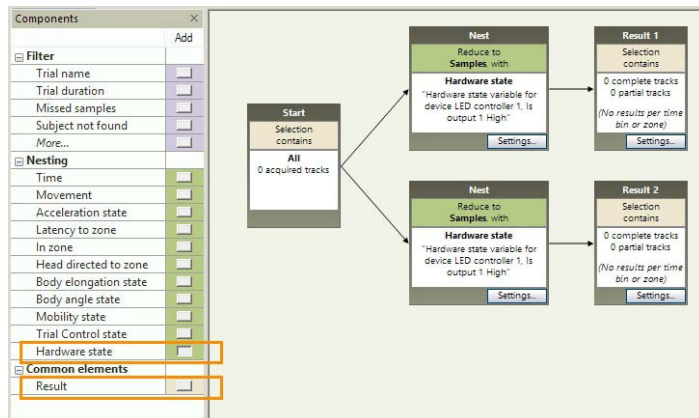 Components
Add
Filter
Trial name
Trial duration
Missed samples
Subject not found
More...
Nesting
Time
Movement
Acceleration state
Latency to zone
In zone
Head directed to zone
Body elongation state
Body angle state
Mobility state
Trial Control state
Hardware state
Common elements
Result
Start
Selection
contains
All
0 acquired tracks
Nest
Reduce to
Samples, with
Hardware state
"Hardware state variable for
device LED controller 1, Is
output 1 High"
Settings...
Result 1
Selection
contains
0 complete tracks
0 partial tracks
(No results per time
bin or zone)
Settings...
Nest
Reduce to
Samples, with
Hardware state
"Hardware state variable for
device LED controller 1, Is
output 1 High"
Settings...
Result 2
Selection
contains
0 complete tracks
0 partial tracks
(No results per time
bin or zone)
Settings...